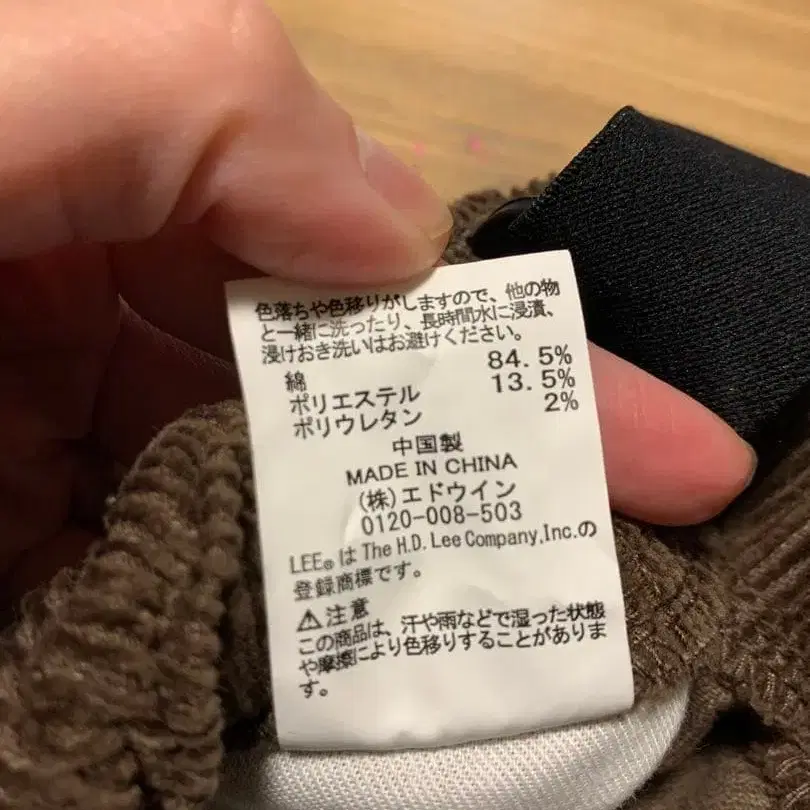 色落ちや色移りがしますので、他の物
と一緒に洗ったり、長時間水に浸漬、
浸けおき洗いはお避けください。
綿 84.5%
ポリエステル 13.5%
ポリウレタン 2%
中国製
MADE IN CHINA
(株)エドウイン
0120-008-503
LEE®は The H.D. Lee Company,Inc.の
登録商標です。
⚠注意
この商品は、汗や雨などで湿った状態
や摩擦により色移りすることがありま
す。